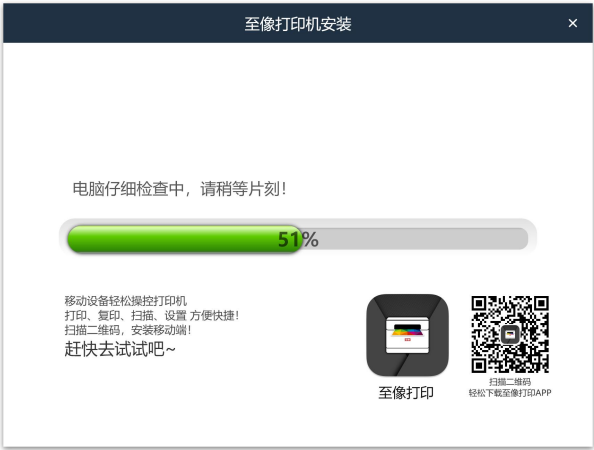 至像打印机安装
×
电脑仔细检查中，请稍等片刻！
51%
移动设备轻松操控打印机
打印、复印、扫描、设置 方便快捷！
扫描二维码，安装移动端！
赶快去试试吧~
至像打印
扫描二维码
轻松下载至像打印APP